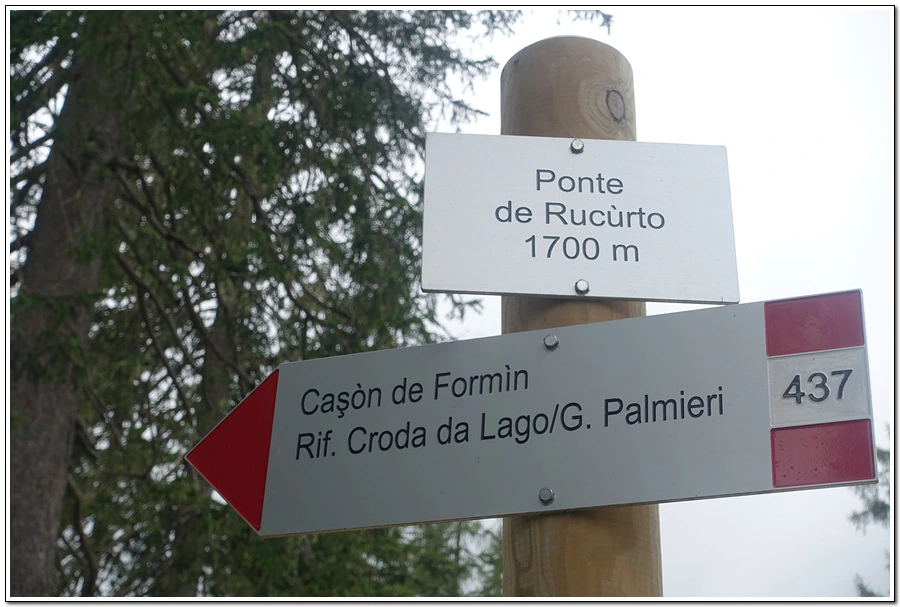 Ponte
de Rucùrto
1700 m
Caşòn de Formìn
Rif. Croda da Lago/G. Palmieri
437